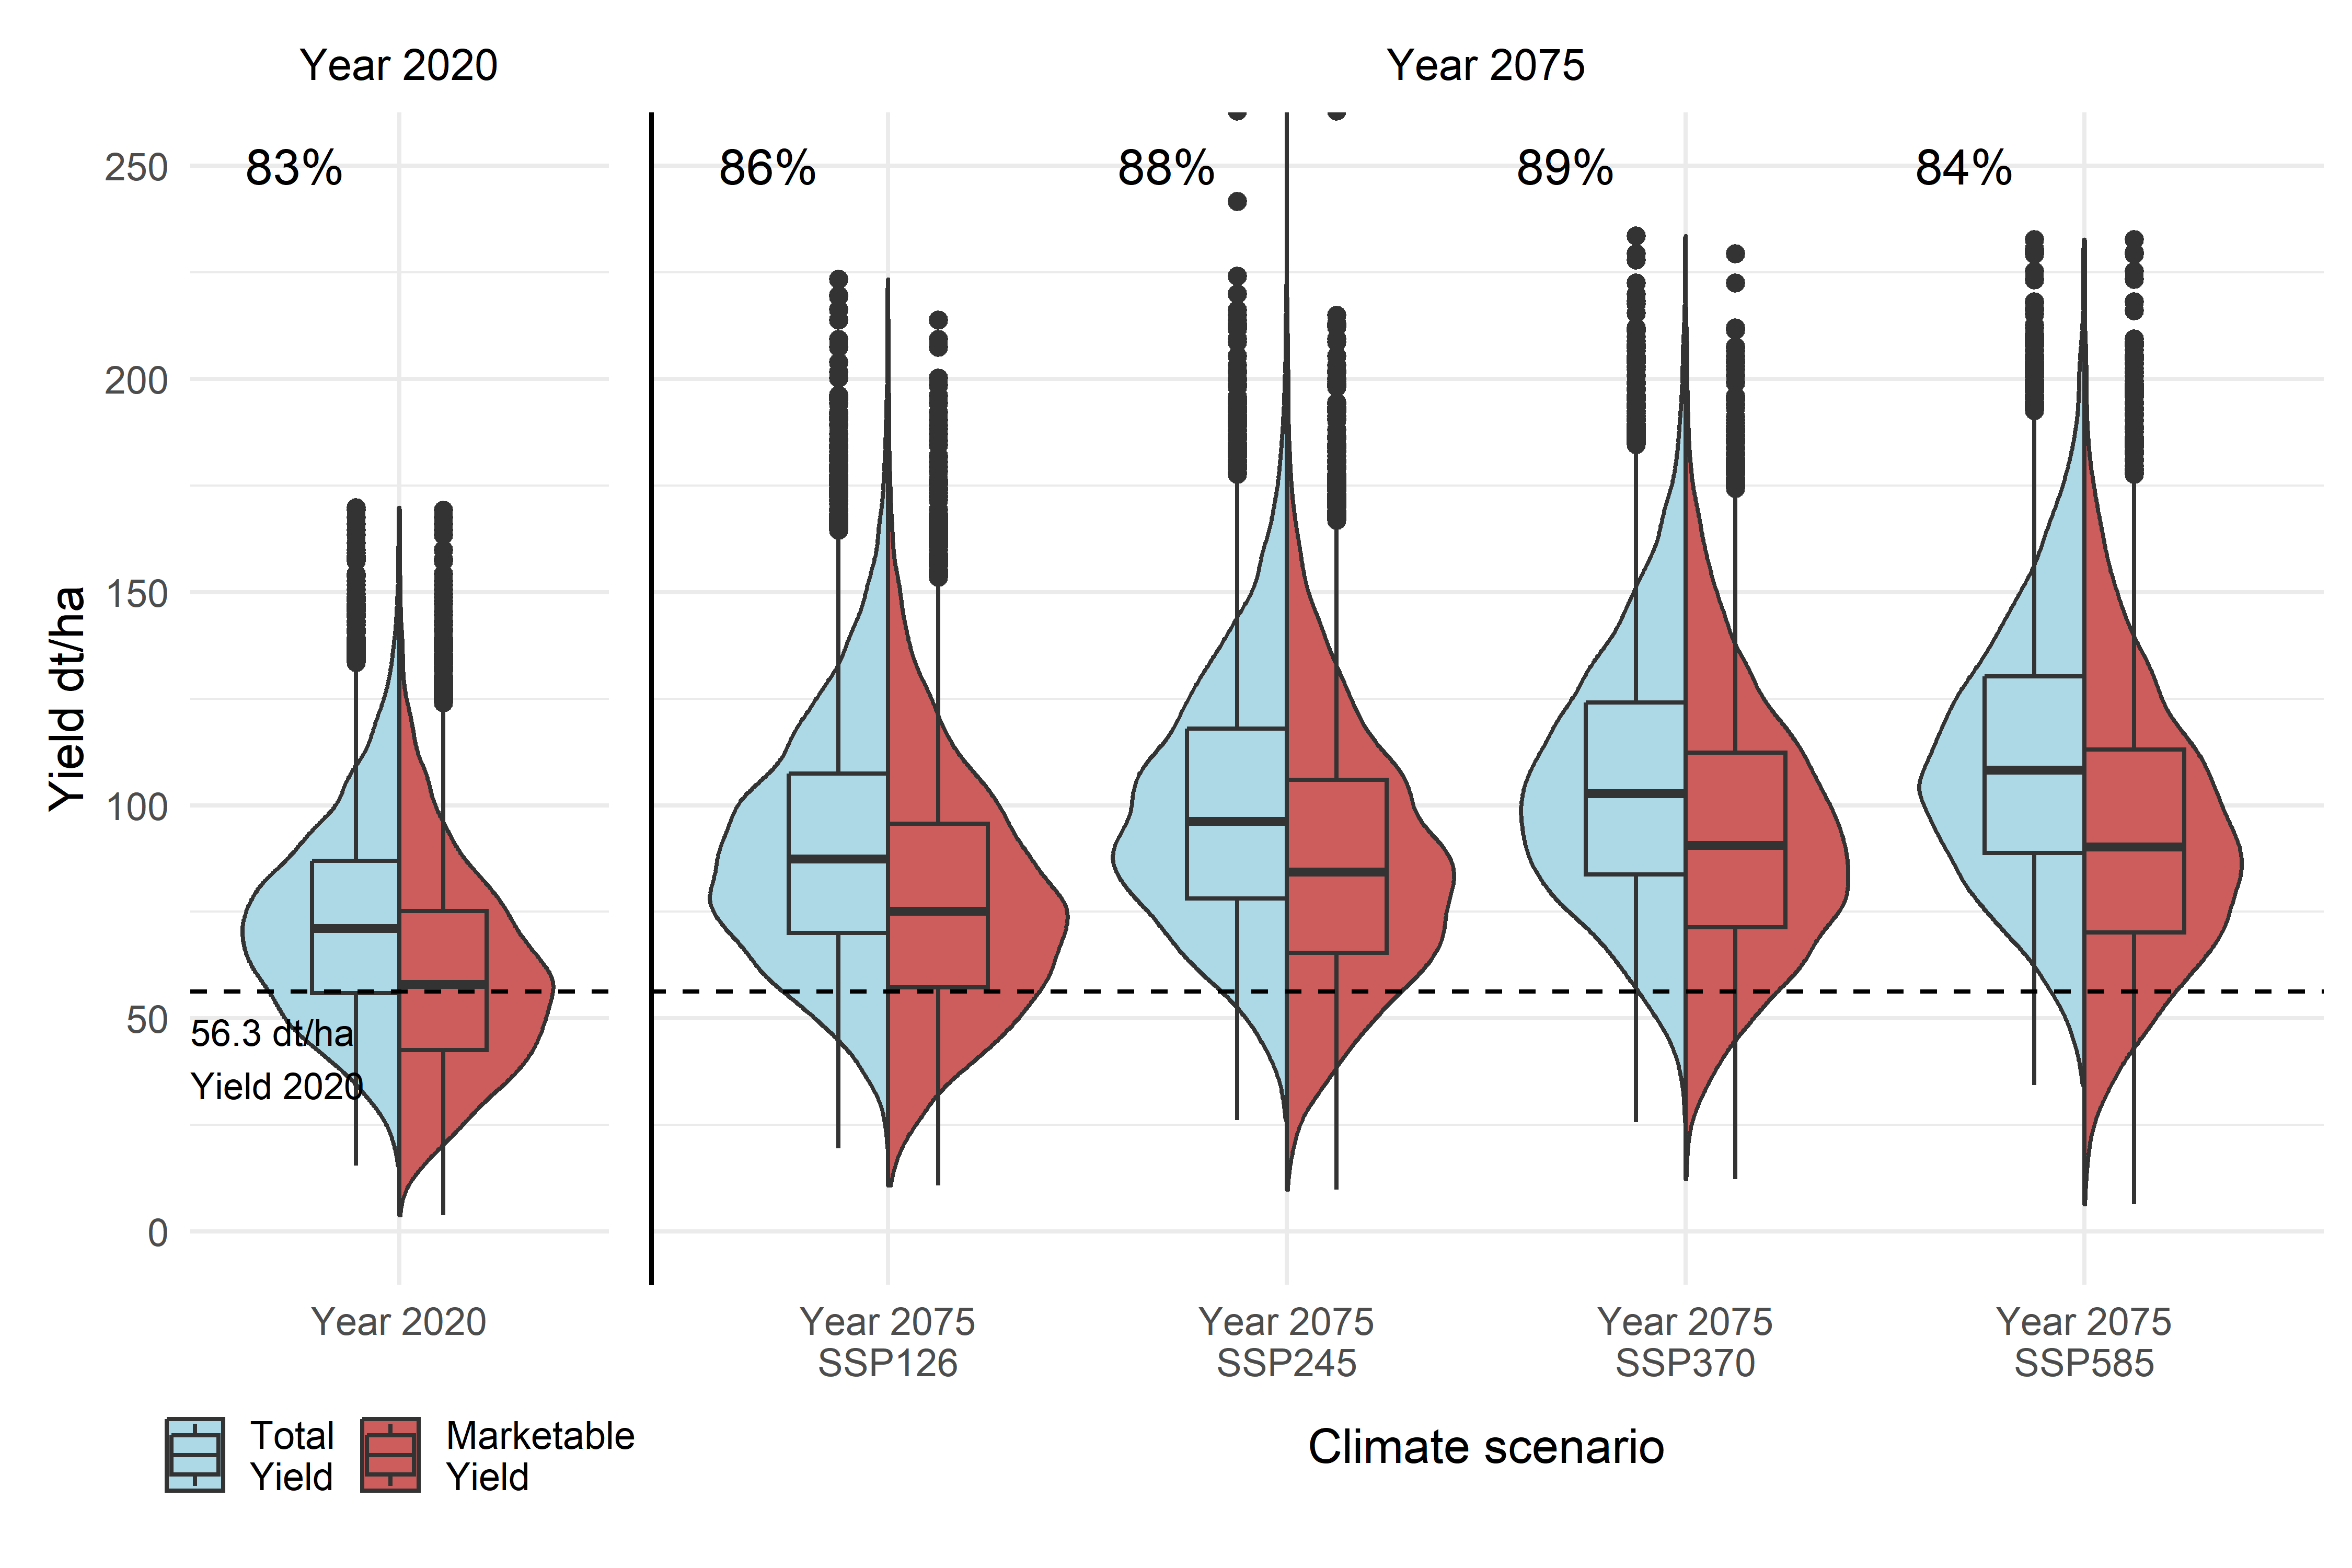 Year 2020
Year 2075
83%
86%
88%
89%
84%
250
200
150
100
50
0
Yield dt/ha
56.3 dt/ha
Yield 2020
Year 2020
Year 2075
SSP126
Year 2075
SSP245
Year 2075
SSP370
Year 2075
SSP585
Total
Yield
Marketable
Yield
Climate scenario